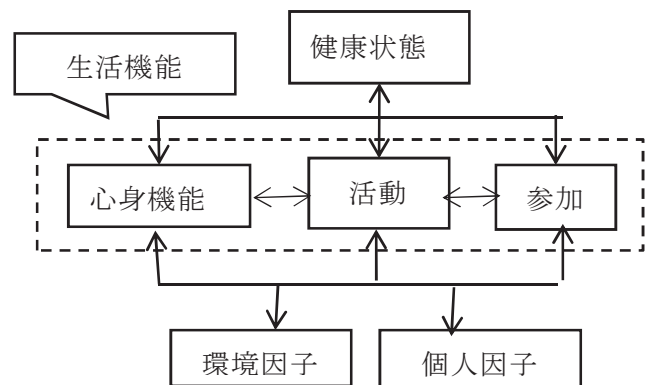 健康状態
生活機能
心身機能
活動
参加
環境因子
個人因子